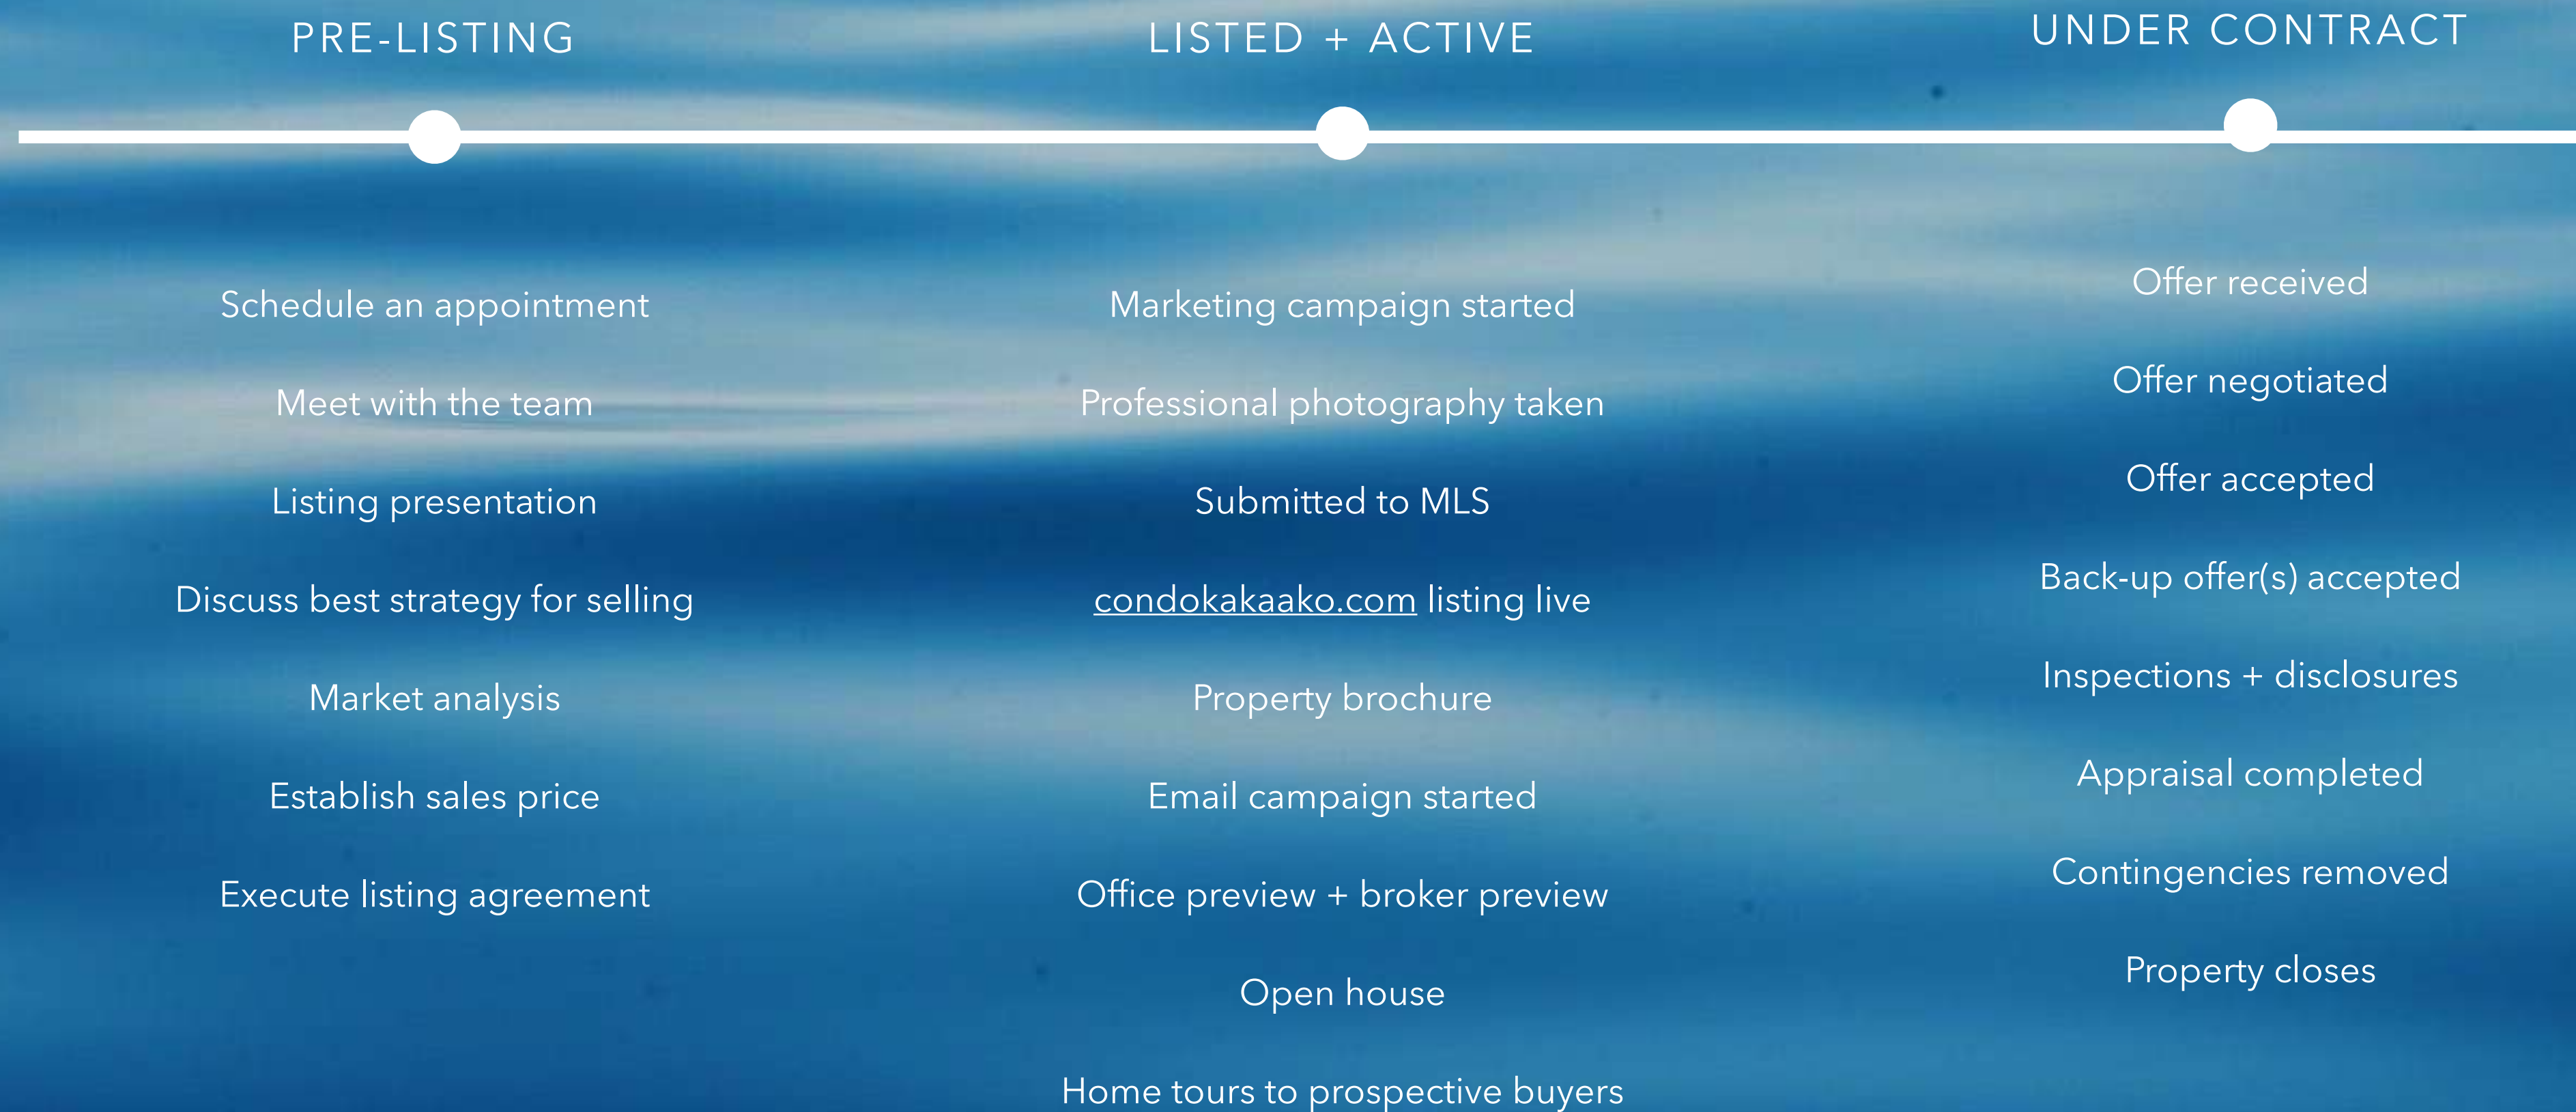 PRE-LISTING
Schedule an appointment
Meet with the team
Listing presentation
Discuss best strategy for selling
Market analysis
Establish sales price
Execute listing agreement
LISTED + ACTIVE
Marketing campaign started
Professional photography taken
Submitted to MLS
condokakaako.com listing live
Property brochure
Email campaign started
Office preview + broker preview
Open house
Home tours to prospective buyers
UNDER CONTRACT
Offer received
Offer negotiated
Offer accepted
Back-up offer(s) accepted
Inspections + disclosures
Appraisal completed
Contingencies removed
Property closes